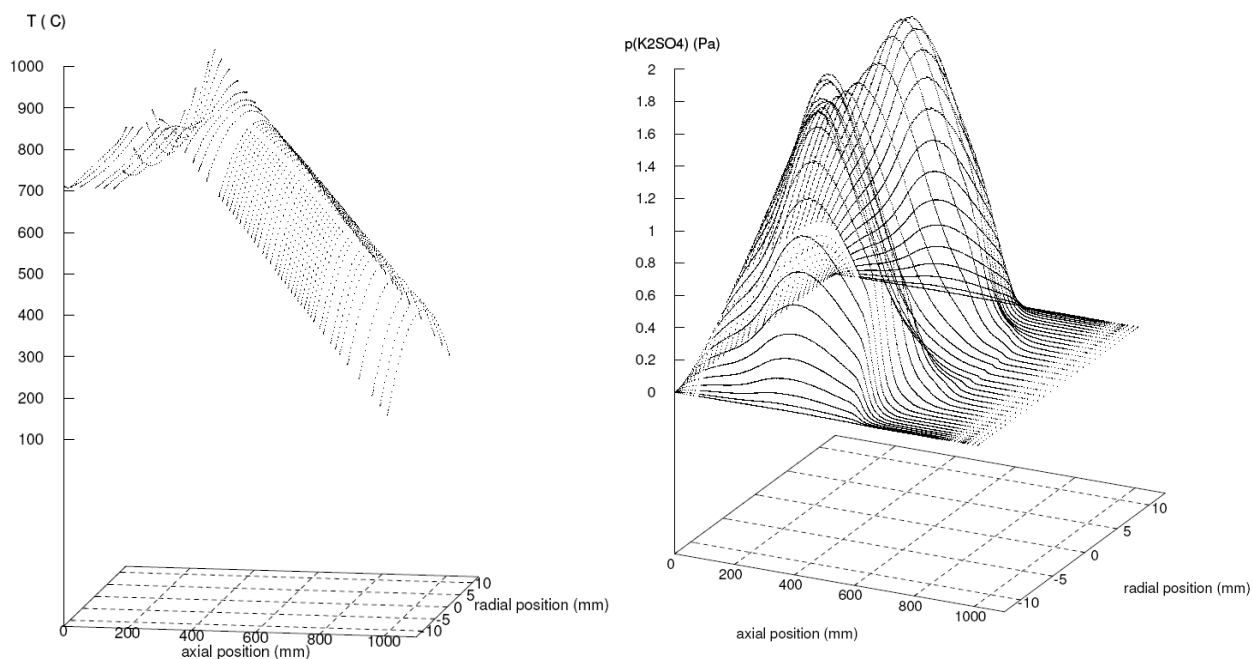 T ( C)
1000
900
800
700
600
500
400
300
200
100
0 200 400 600 800 1000
-10 -5 0 5 10
axial position (mm)
radial position (mm)
p(K2SO4) (Pa)
2
1.8
1.6
1.4
1.2
1
0.8
0.6
0.4
0.2
0
0 200 400 600 800 1000
-10 -5 0 5 10
axial position (mm)
radial position (mm)